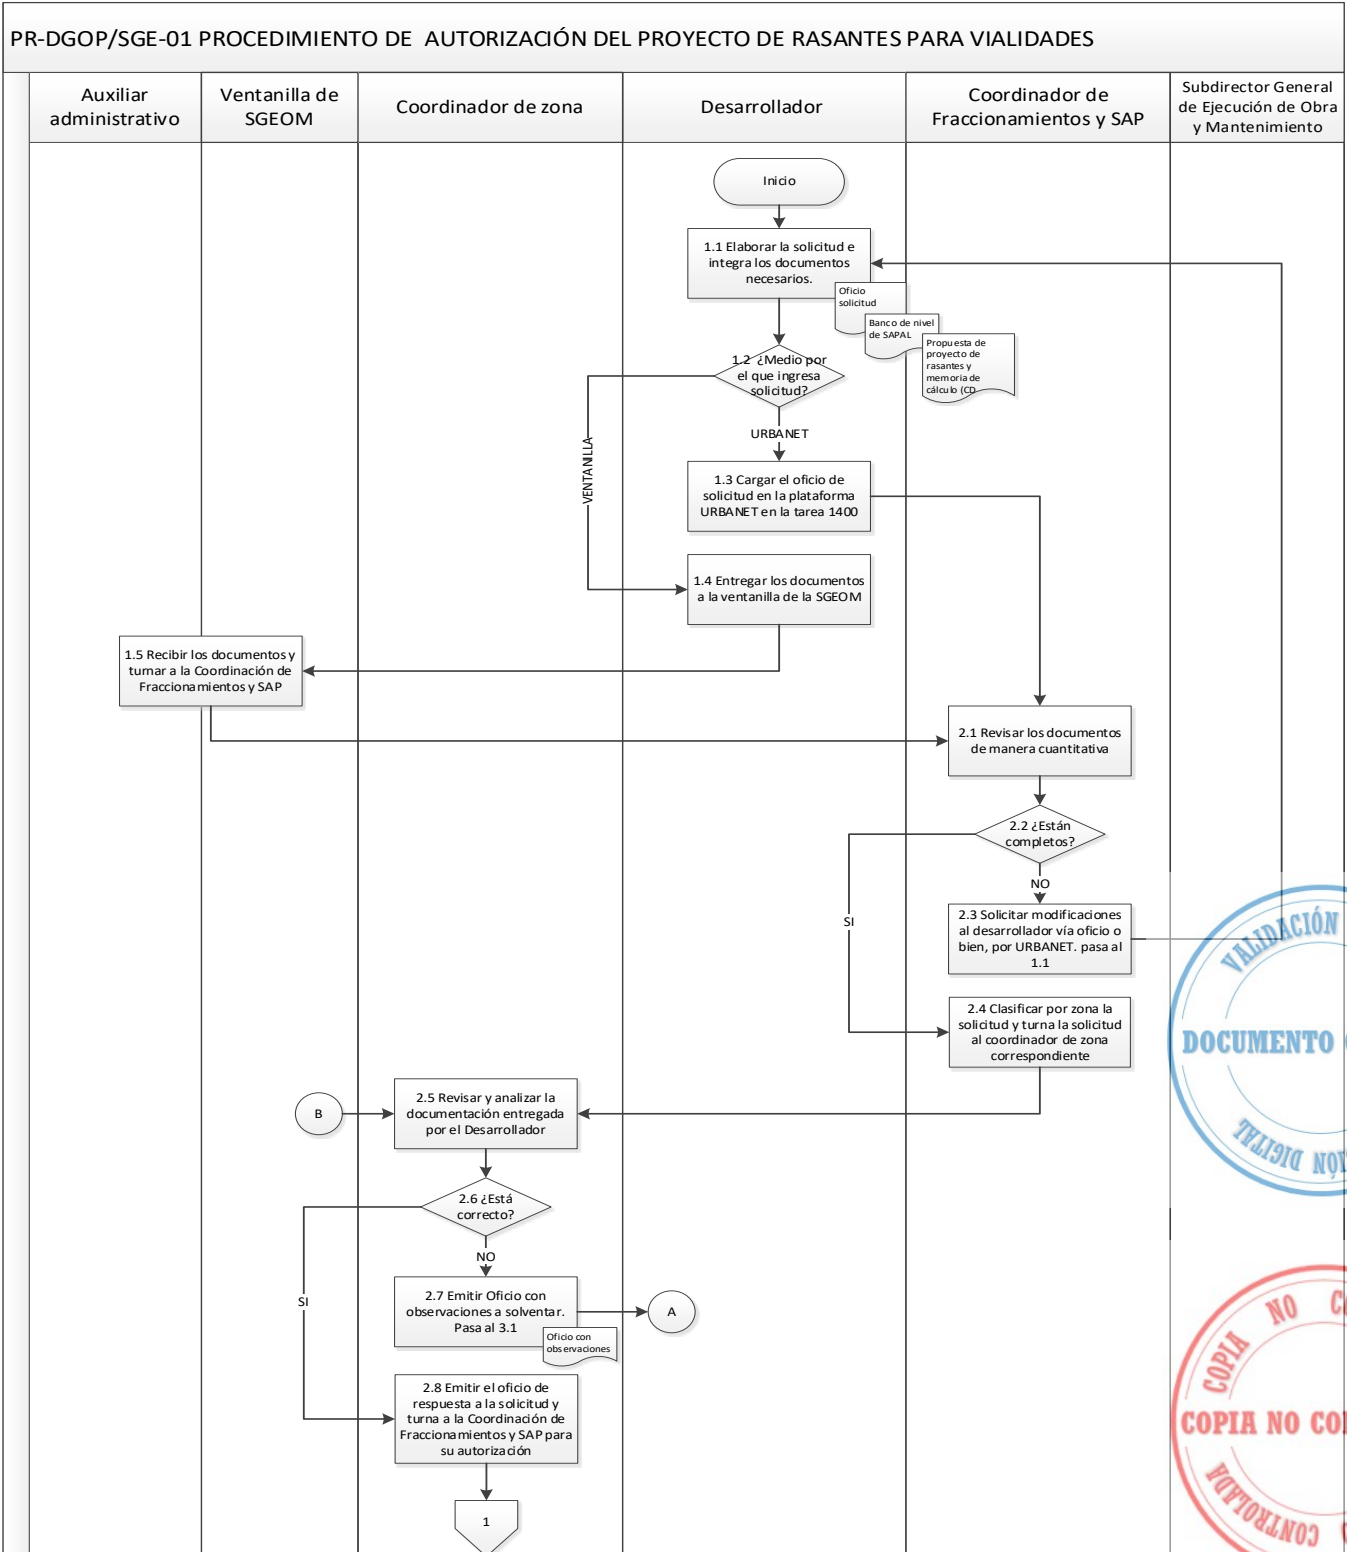 PR-DGOP/SGE-01 PROCEDIMIENTO DE AUTORIZACIÓN DEL PROYECTO DE RASANTES PARA VIALIDADES
Auxiliar
administrativo
Ventanilla de
SGEOM
Coordinador de zona
Desarrollador
Coordinador de
Fraccionamientos y SAP
Subdirector General
de Ejecución de Obra
y Mantenimiento
Inicio
1.1 Elaborar la solicitud e
integra los documentos
necesarios.
Oficio
solicitud
Banco de nivel
de SAPAL
Propuesta de
proyecto de
rasantes y
memoria de
cálculo (CD
1.2 ¿Medio por
el que ingresa
solicitud?
VENTANILLA
URBANET
1.3 Cargar el oficio de
solicitud en la plataforma
URBANET en la tarea 1400
1.4 Entregar los documentos
a la ventanilla de la SGEOM
1.5 Recibir los documentos y
turnar a la Coordinación de
Fraccionamientos y SAP
2.1 Revisar los documentos
de manera cuantitativa
2.2 ¿Están
completos?
NO
SI
2.3 Solicitar modificaciones
al desarrollador vía oficio o
bien, por URBANET. pasa al
1.1
2.4 Clasificar por zona la
solicitud y turna la solicitud
al coordinador de zona
correspondiente
B
2.5 Revisar y analizar la
documentación entregada
por el Desarrollador
2.6 ¿Está
correcto?
NO
SI
2.7 Emitir Oficio con
observaciones a solventar.
Pasa al 3.1
Oficio con
observaciones
A
2.8 Emitir el oficio de
respuesta a la solicitud y
turna a la Coordinación de
Fraccionamientos y SAP para
su autorización
1
VALIDACIÓN
DOCUMENTO
DIGITAL
COPIA NO
COPIA NO
CONTROLADA